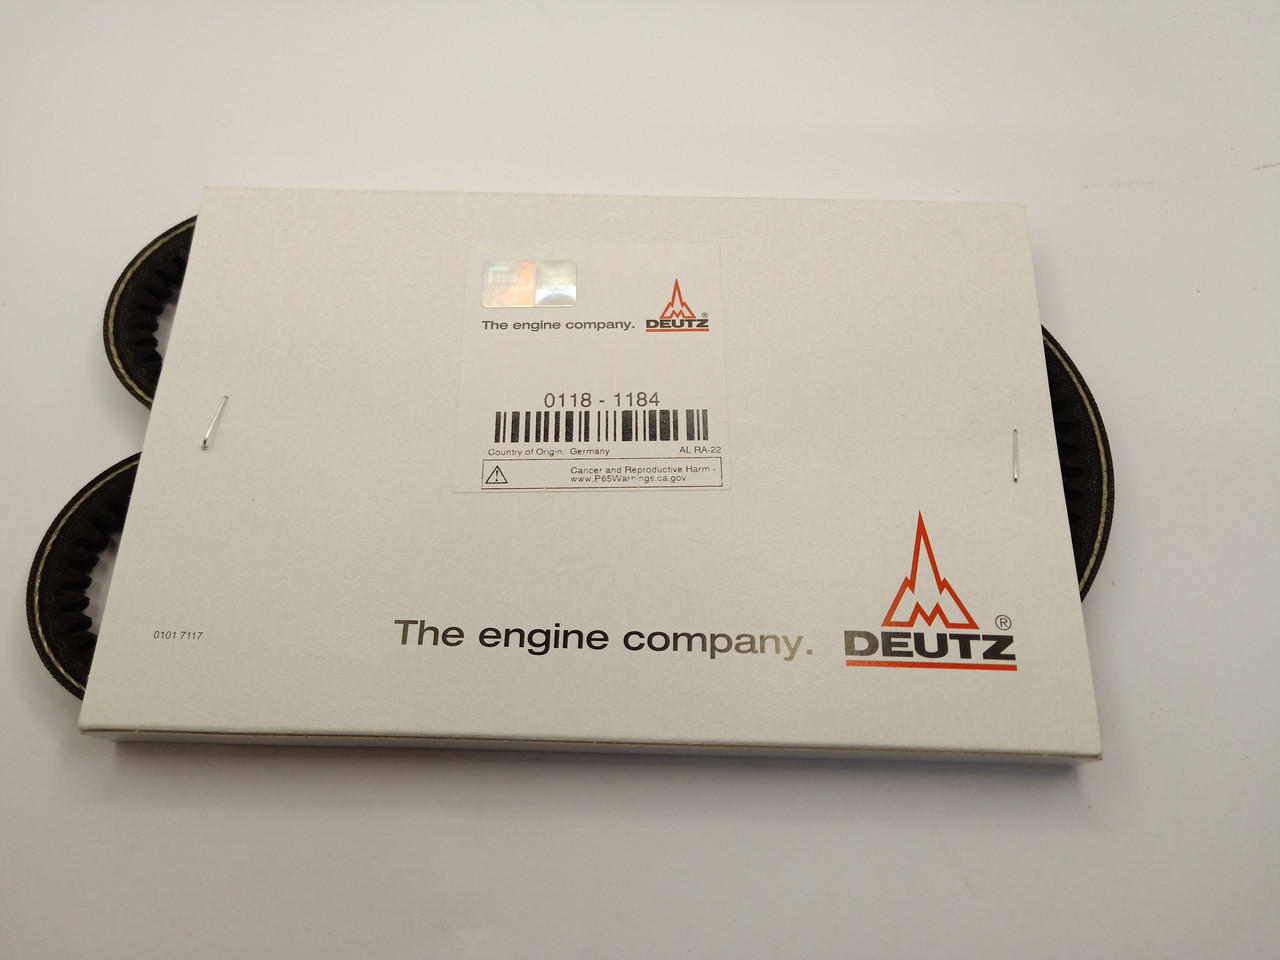 The engine company. DEUTZ®
0118 - 1184
Country of Origin. Germany AL RA-22
Cancer and Reproductive Harm -
www.P65Warnings.ca.gov
0101 7117
The engine company. DEUTZ®